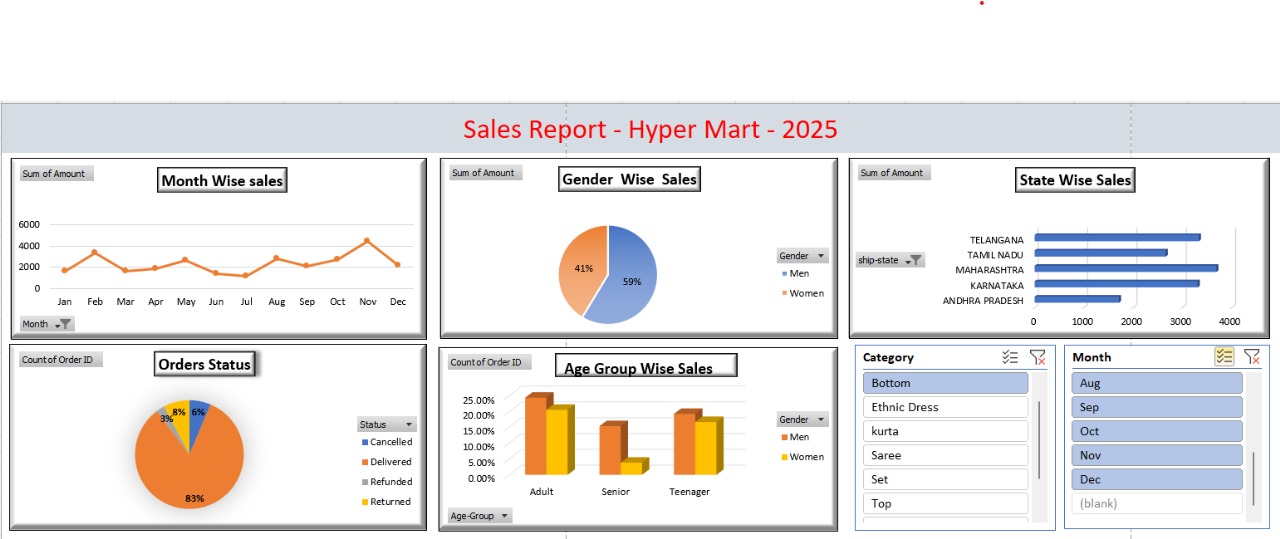 Sales Report - Hyper Mart - 2025
Sum of Amount
Month Wise sales
6000
4000
2000
0
Jan Feb Mar Apr May Jun Jul Aug Sep Oct Nov Dec
Month
Sum of Amount
Gender Wise Sales
41%
59%
Gender
Men
Women
Sum of Amount
State Wise Sales
ship-state
TELANGANA
TAMIL NADU
MAHARASHTRA
KARNATAKA
ANDHRA PRADESH
0 1000 2000 3000 4000
Count of Order ID
Orders Status
3%
8%
6%
83%
Status
Cancelled
Delivered
Refunded
Returned
Count of Order ID
Age Group Wise Sales
25.00%
20.00%
15.00%
10.00%
5.00%
0.00%
Adult Senior Teenager
Gender
Men
Women
Age-Group
Category
Bottom
Ethnic Dress
kurta
Saree
Set
Top
Month
Aug
Sep
Oct
Nov
Dec
(blank)